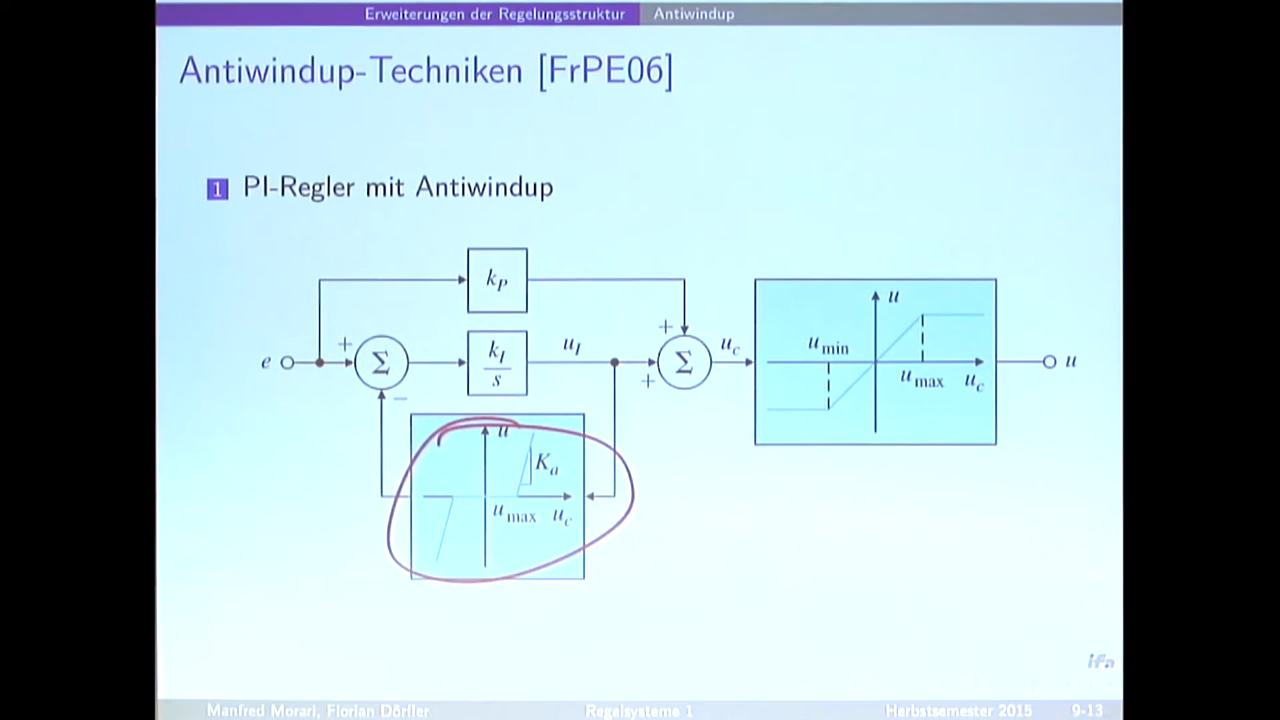 Erweiterungen der Regelungsstruktur Antiwindup
Antiwindup-Techniken [FrPE06]
1 PI-Regler mit Antiwindup
k_P
e + Σ − k_I/s u_I + + Σ u_c
u u_min u_max u_c
u
u K_a u_max u_c
ifa
Manfred Morari, Florian Dörfler Regelsysteme 1 Herbstsemester 2015 9-13